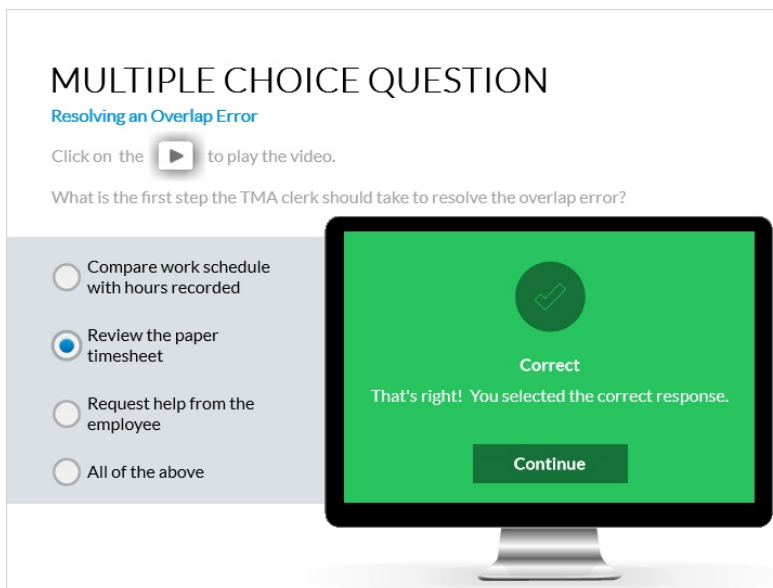 MULTIPLE CHOICE QUESTION
Resolving an Overlap Error
Click on the to play the video.
What is the first step the TMA clerk should take to resolve the overlap error?
Compare work schedule
with hours recorded
Review the paper
timesheet
Request help from the
employee
All of the above
Correct
That's right! You selected the correct response.
Continue